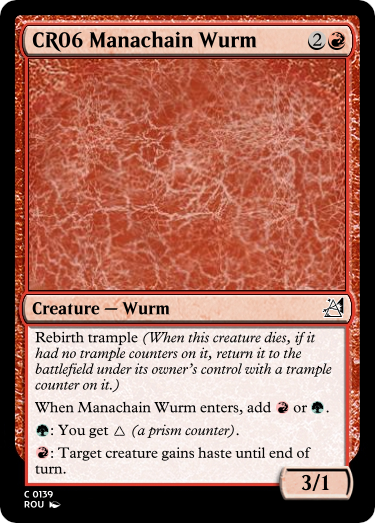 CR06 Manachain Wurm 2
Creature — Wurm
Rebirth trample (When this creature dies, if it
had no trample counters on it, return it to the
battlefield under its owner's control with a trample
counter on it.)
When Manachain Wurm enters, add or .
: You get △ (a prism counter).
: Target creature gains haste until end of
turn.
3/1
C 0139
ROU